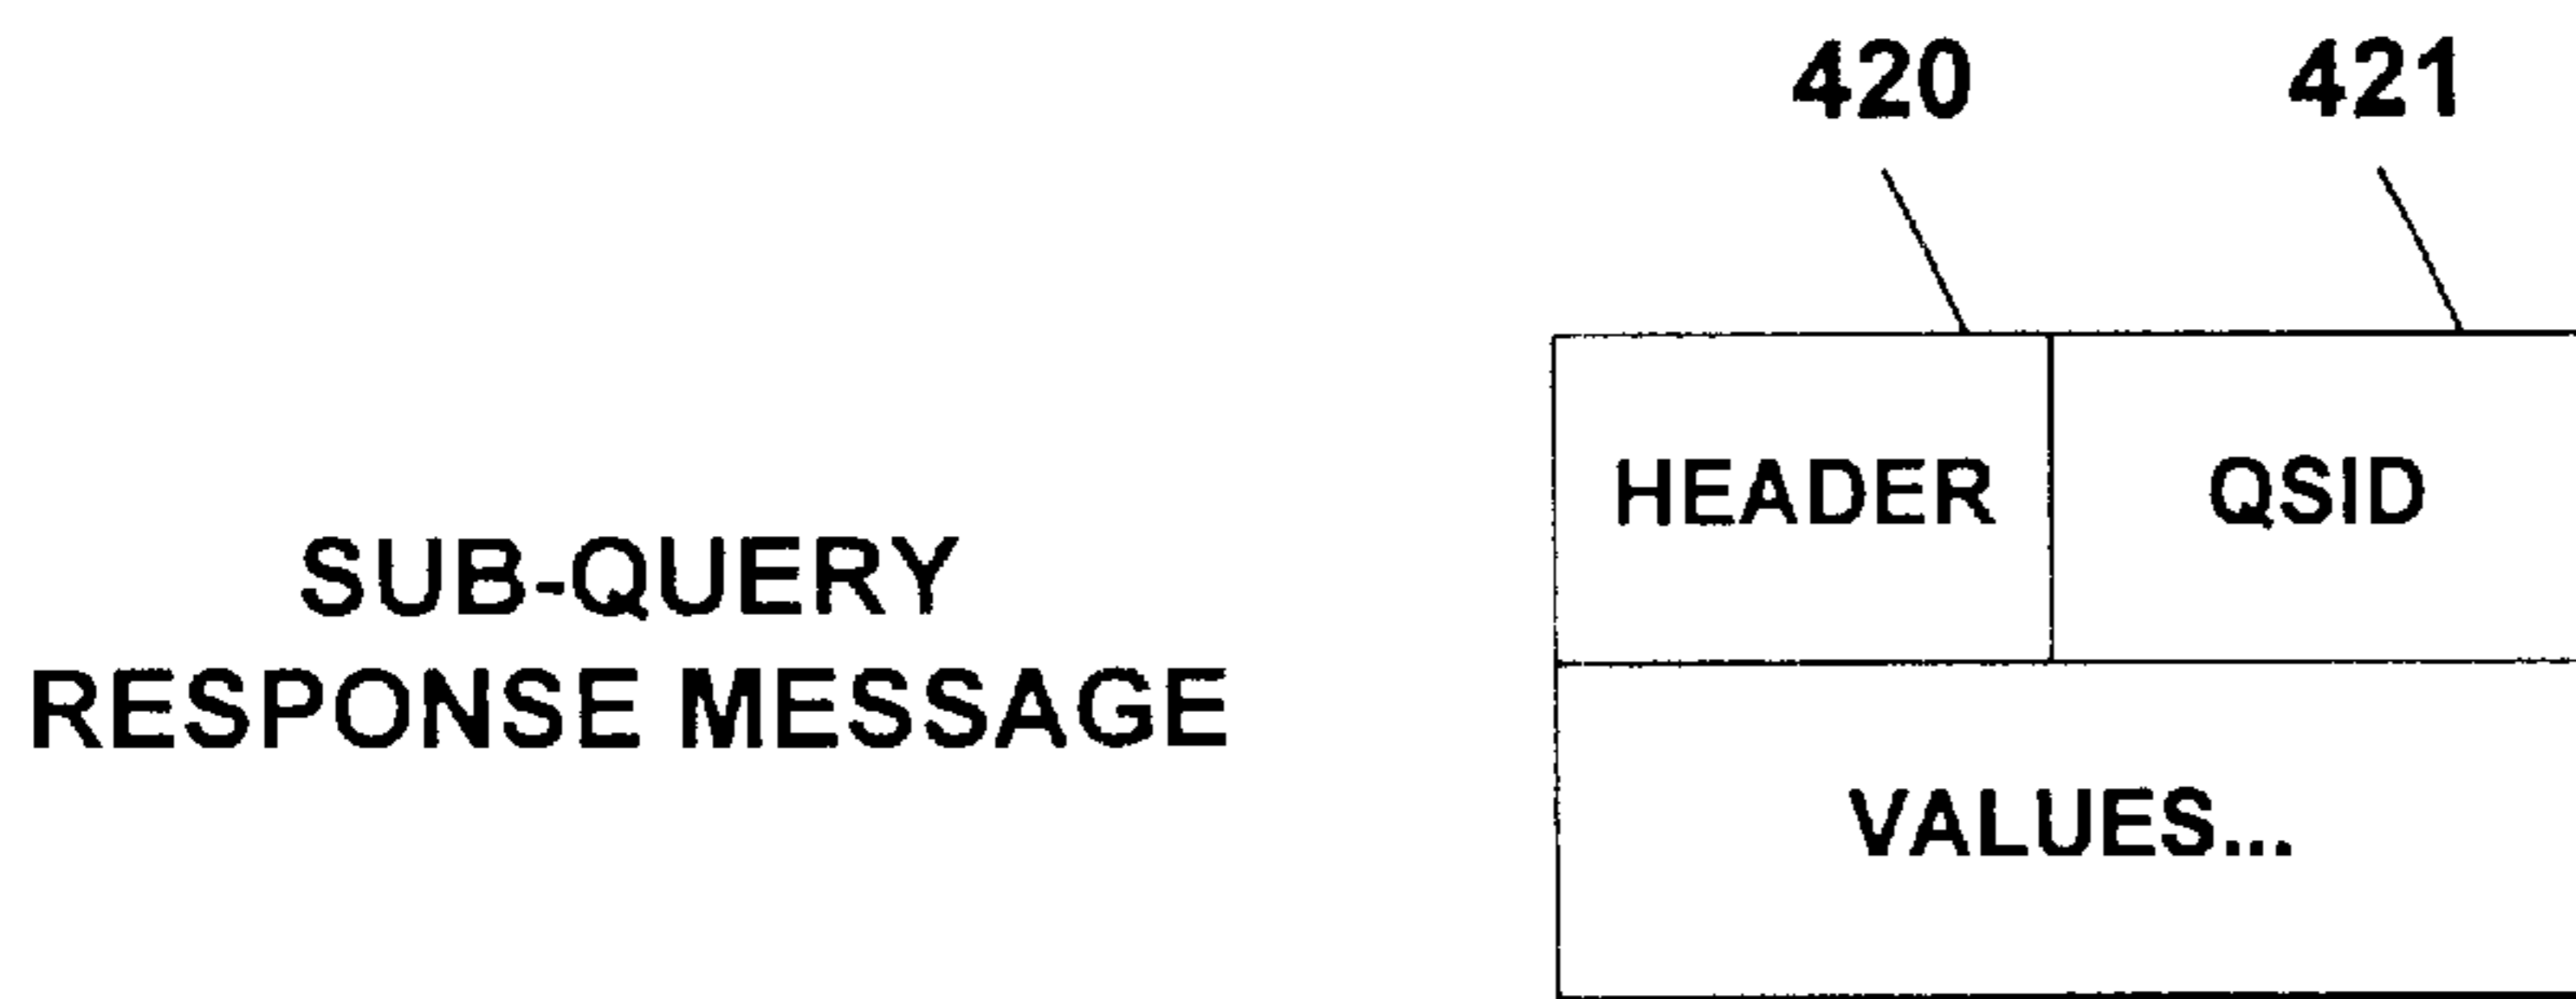 420 421
HEADER QSID
SUB-QUERY
RESPONSE MESSAGE
VALUES...